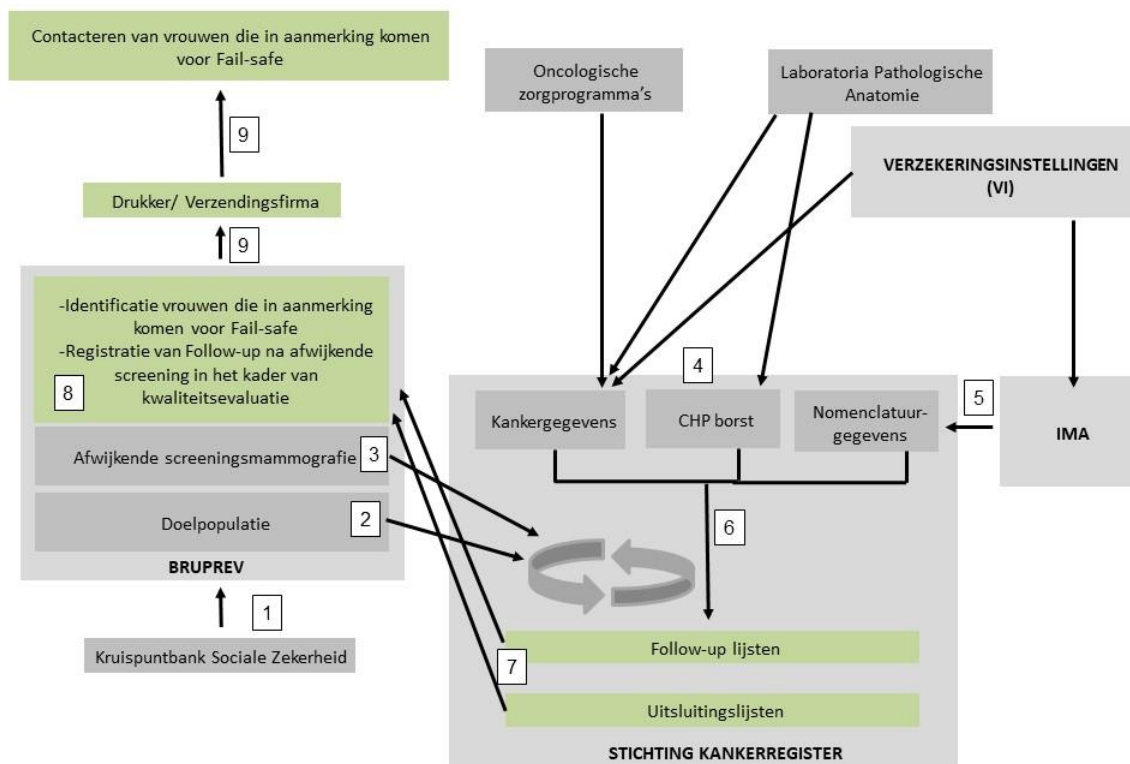 Contacteren van vrouwen die in aanmerking komen
voor Fail-safe
9
Drukker/ Verzendingsfirma
9
-Identificatie vrouwen die in aanmerking
komen voor Fail-safe
-Registratie van Follow-up na afwijkende
screening in het kader van
kwaliteitsevaluatie
8
Afwijkende screeningsmammografie
3
Doelpopulatie
2
BRUPREV
1
Kruispuntbank Sociale Zekerheid
Oncologische
zorgprogramma's
Laboratoria Pathologische
Anatomie
VERZEKERINGSINSTELLINGEN
(VI)
4
Kankergegevens
CHP borst
Nomenclatuur-
gegevens
5
IMA
6
7
Follow-up lijsten
Uitsluitingslijsten
STICHTING KANKERREGISTER